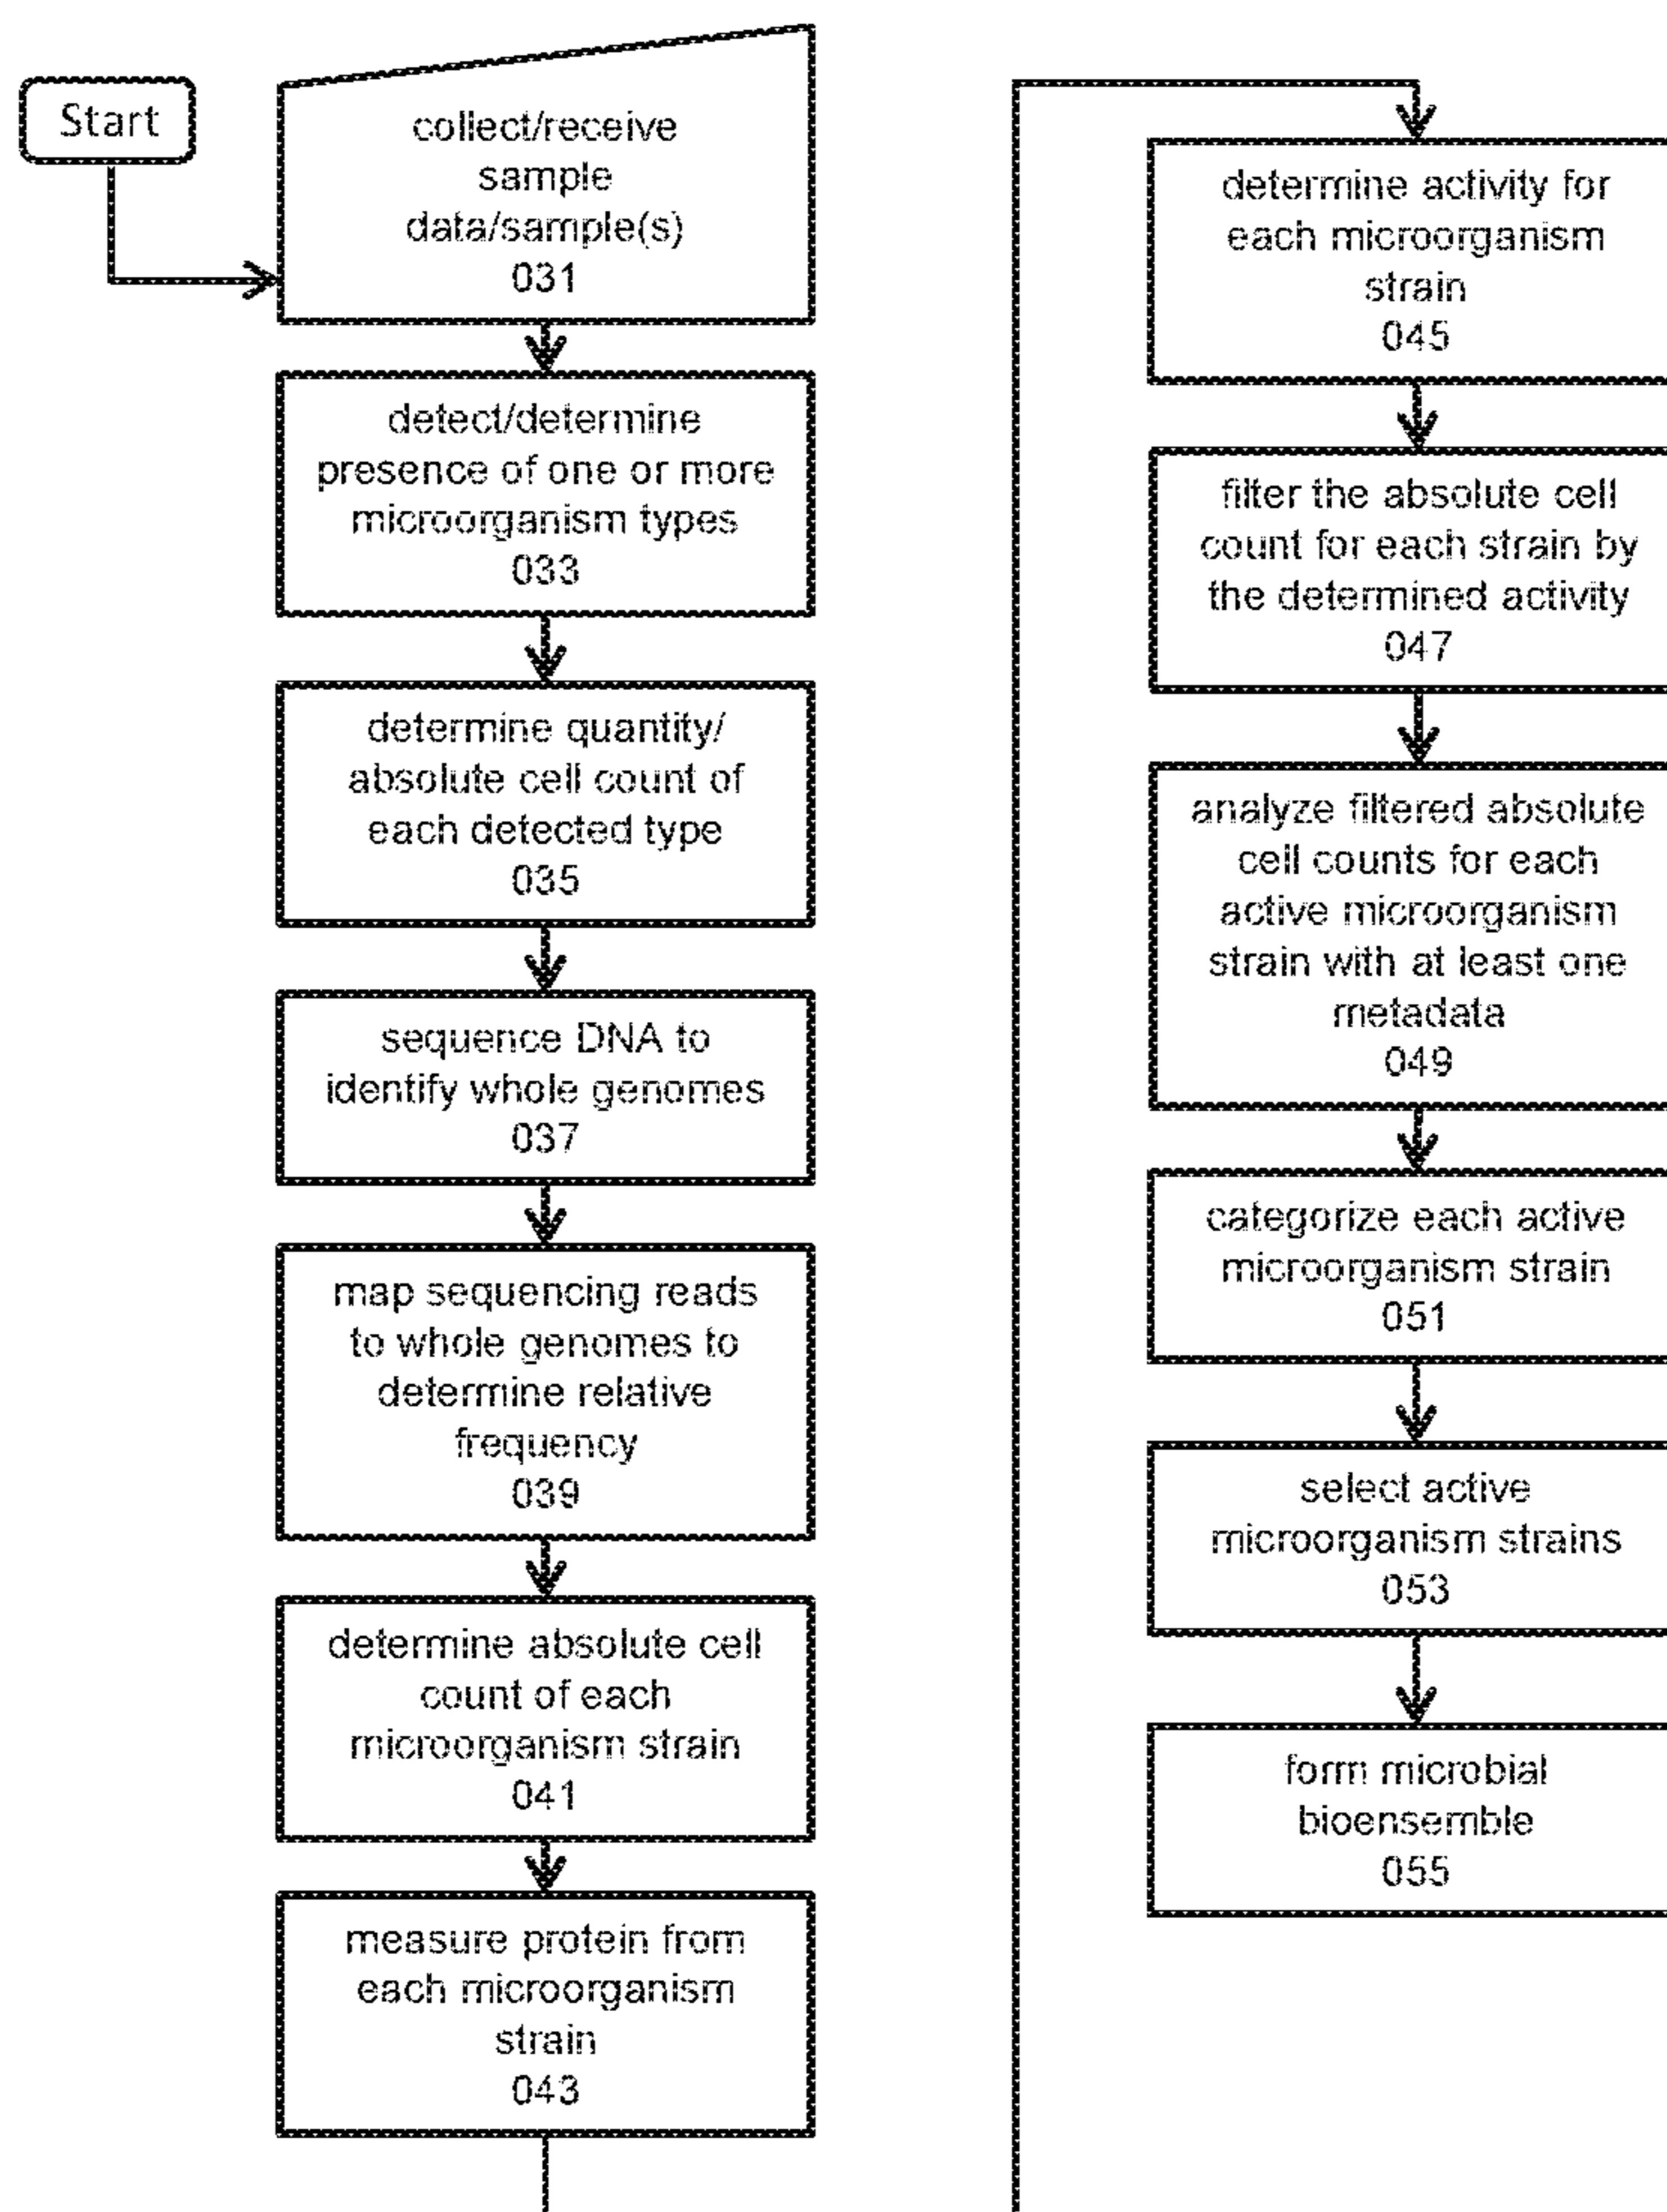 Start
collect/receive
sample
data/sample(s)
031
detect/determine
presence of one or more
microorganism types
033
determine quantity/
absolute cell count of
each detected type
035
sequence DNA to
identify whole genomes
037
map sequencing reads
to whole genomes to
determine relative
frequency
039
determine absolute cell
count of each
microorganism strain
041
measure protein from
each microorganism
strain
043
determine activity for
each microorganism
strain
045
filter the absolute cell
count for each strain by
the determined activity
047
analyze filtered absolute
cell counts for each
active microorganism
strain with at least one
metadata
049
categorize each active
microorganism strain
051
select active
microorganism strains
053
form microbial
bioensemble
055